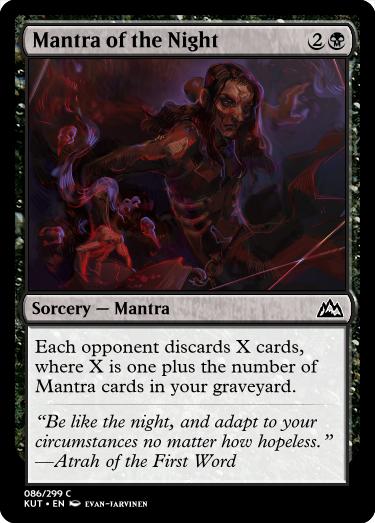 Mantra of the Night 2
Sorcery — Mantra
Each opponent discards X cards,
where X is one plus the number of
Mantra cards in your graveyard.
“Be like the night, and adapt to your
circumstances no matter how hopeless.”
—Atrah of the First Word
086/299 C
KUT • EN EVAN-JARVINEN